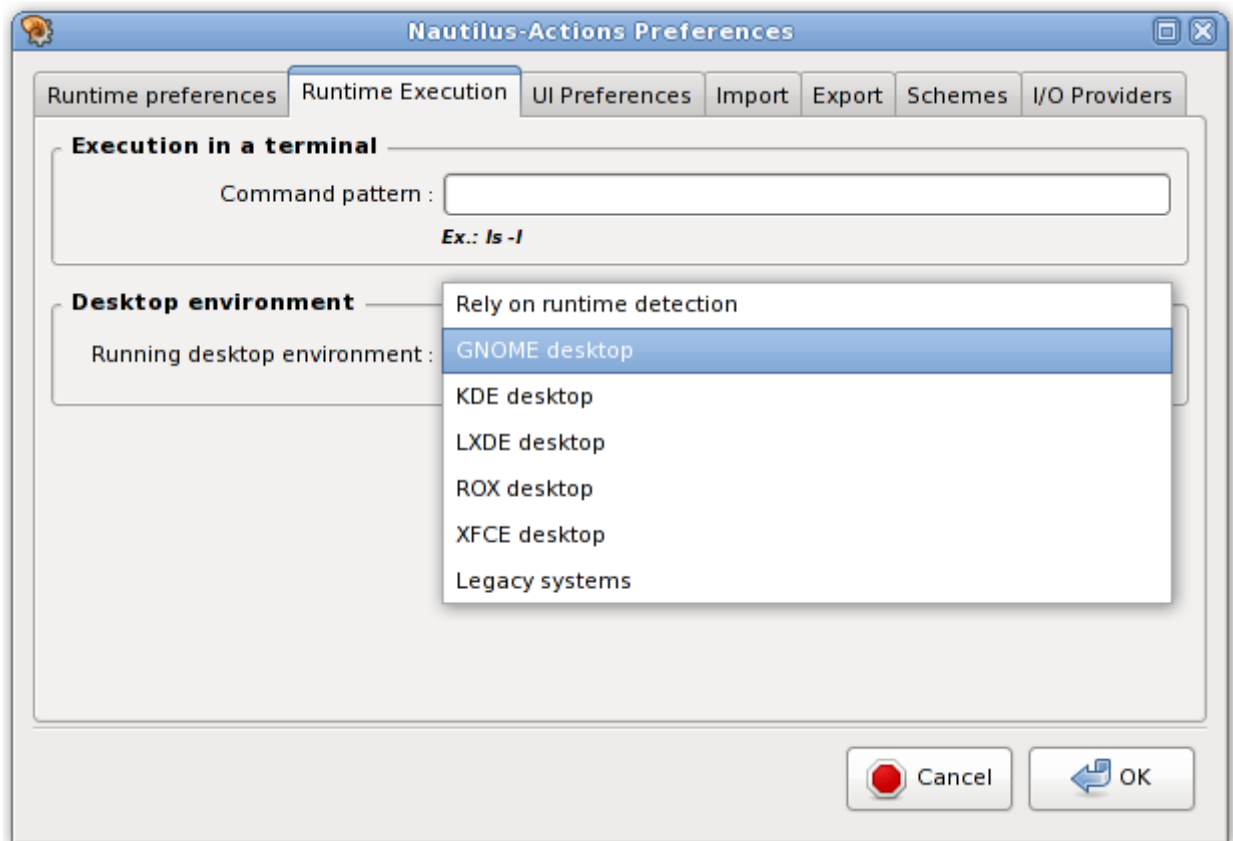 Nautilus-Actions Preferences
Runtime preferences Runtime Execution UI Preferences Import Export Schemes I/O Providers
Execution in a terminal
Command pattern :
Ex.: ls -l
Desktop environment
Rely on runtime detection
Running desktop environment :
GNOME desktop
KDE desktop
LXDE desktop
ROX desktop
XFCE desktop
Legacy systems
Cancel OK